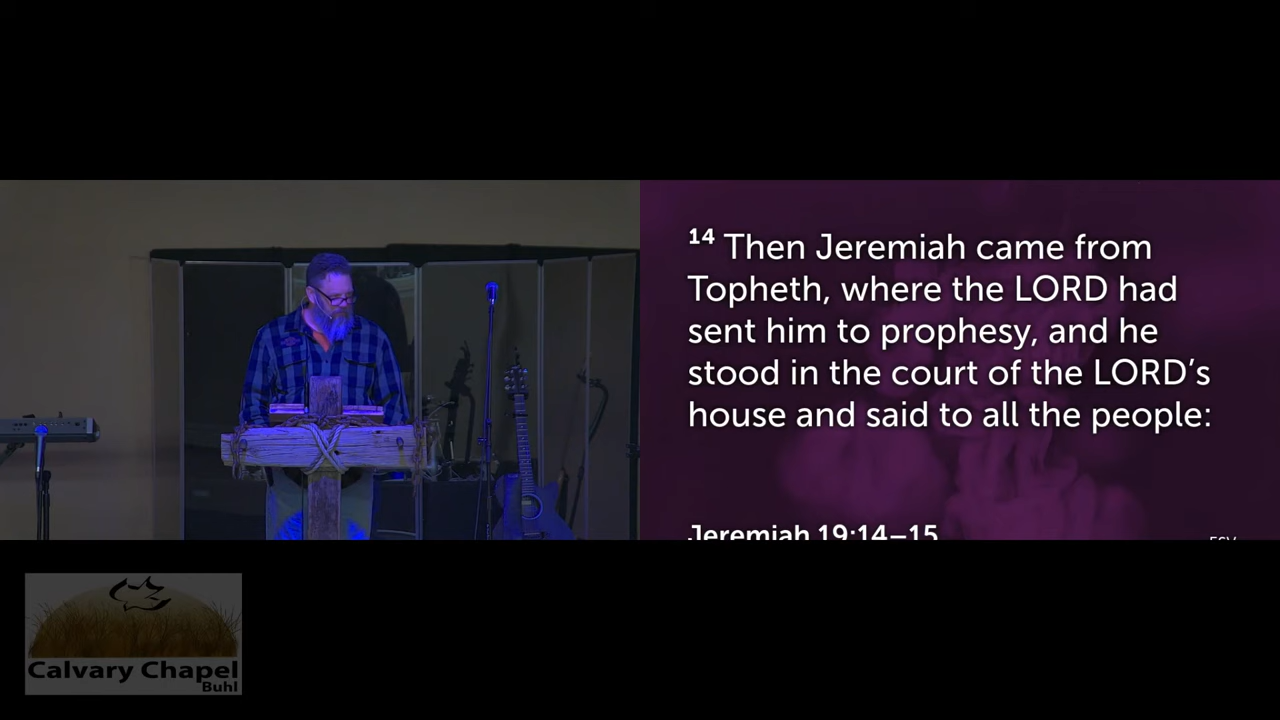 14 Then Jeremiah came from
Topheth, where the LORD had
sent him to prophesy, and he
stood in the court of the LORD’s
house and said to all the people:
Jeremiah 19:14–15
ESV
Calvary Chapel
Buhl